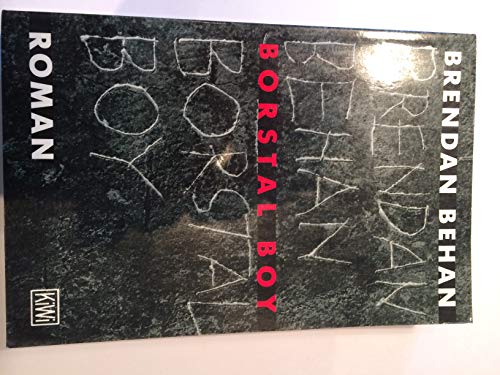 BRENDAN BEHAN
BRENDAN
BEHAN
BORSTAL BOY
BORSTAL
BOY
ROMAN
KiWi